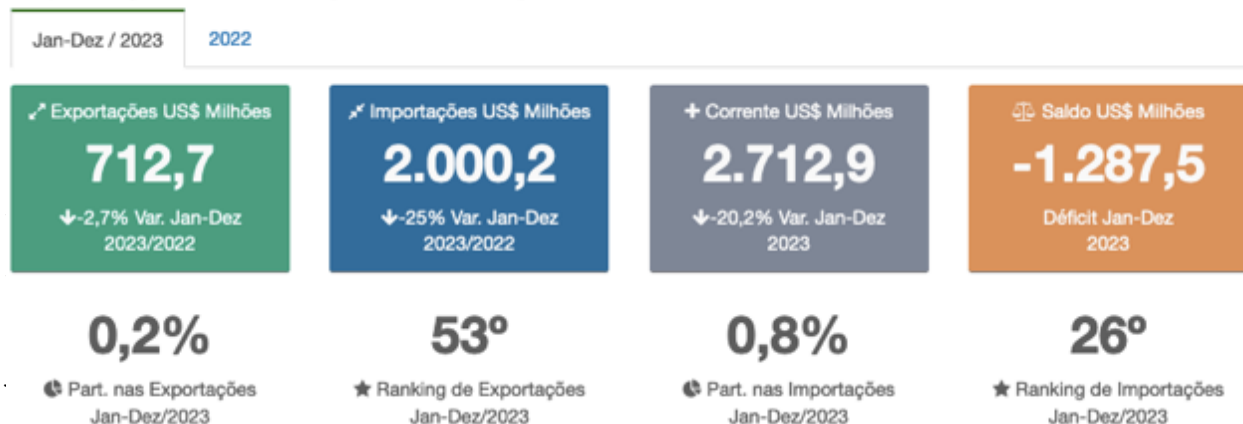 Jan-Dez / 2023
2022
Exportações US$ Milhões
712,7
-2,7% Var. Jan-Dez
2023/2022
Importações US$ Milhões
2.000,2
-25% Var. Jan-Dez
2023/2022
Corrente US$ Milhões
2.712,9
-20,2% Var. Jan-Dez
2023
Saldo US$ Milhões
-1.287,5
Déficit Jan-Dez
2023
0,2%
Part. nas Exportações
Jan-Dez/2023
53º
Ranking de Exportações
Jan-Dez/2023
0,8%
Part. nas Importações
Jan-Dez/2023
26º
Ranking de Importações
Jan-Dez/2023